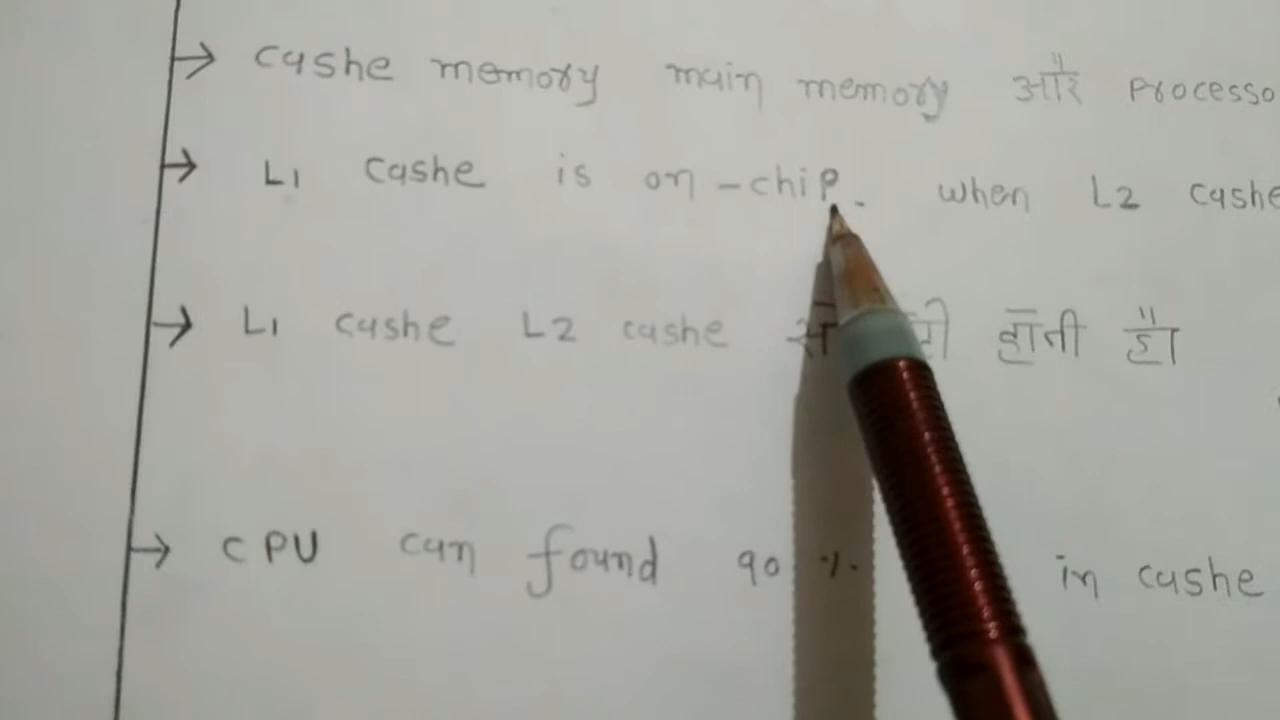 → Cashe memory main memory और Processo
→ L1 Cashe is on-chip. when L2 Cashe
→ L1 Cashe L2 cashe होती है
→ CPU can found 90 %. in cashe